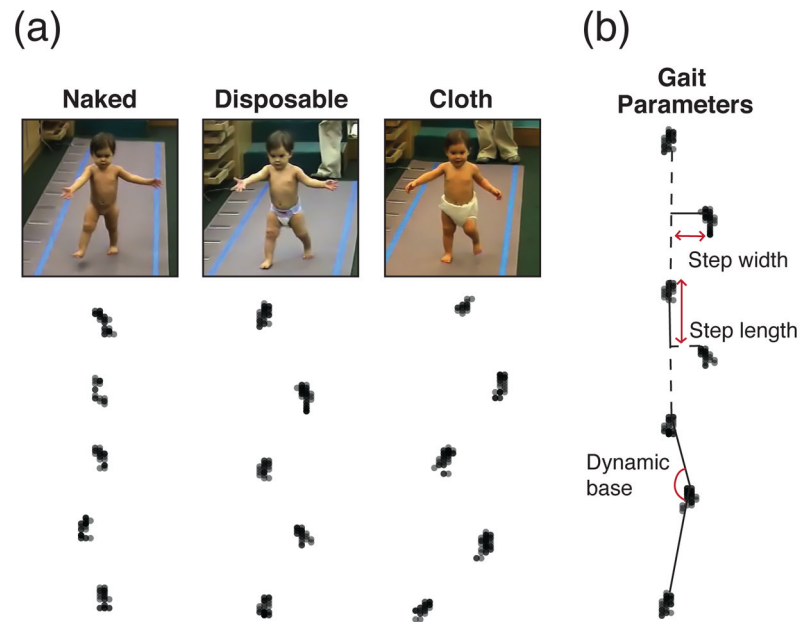 (a)
(b)
Naked
Disposable
Cloth
Gait
Parameters
Step width
Step length
Dynamic
base